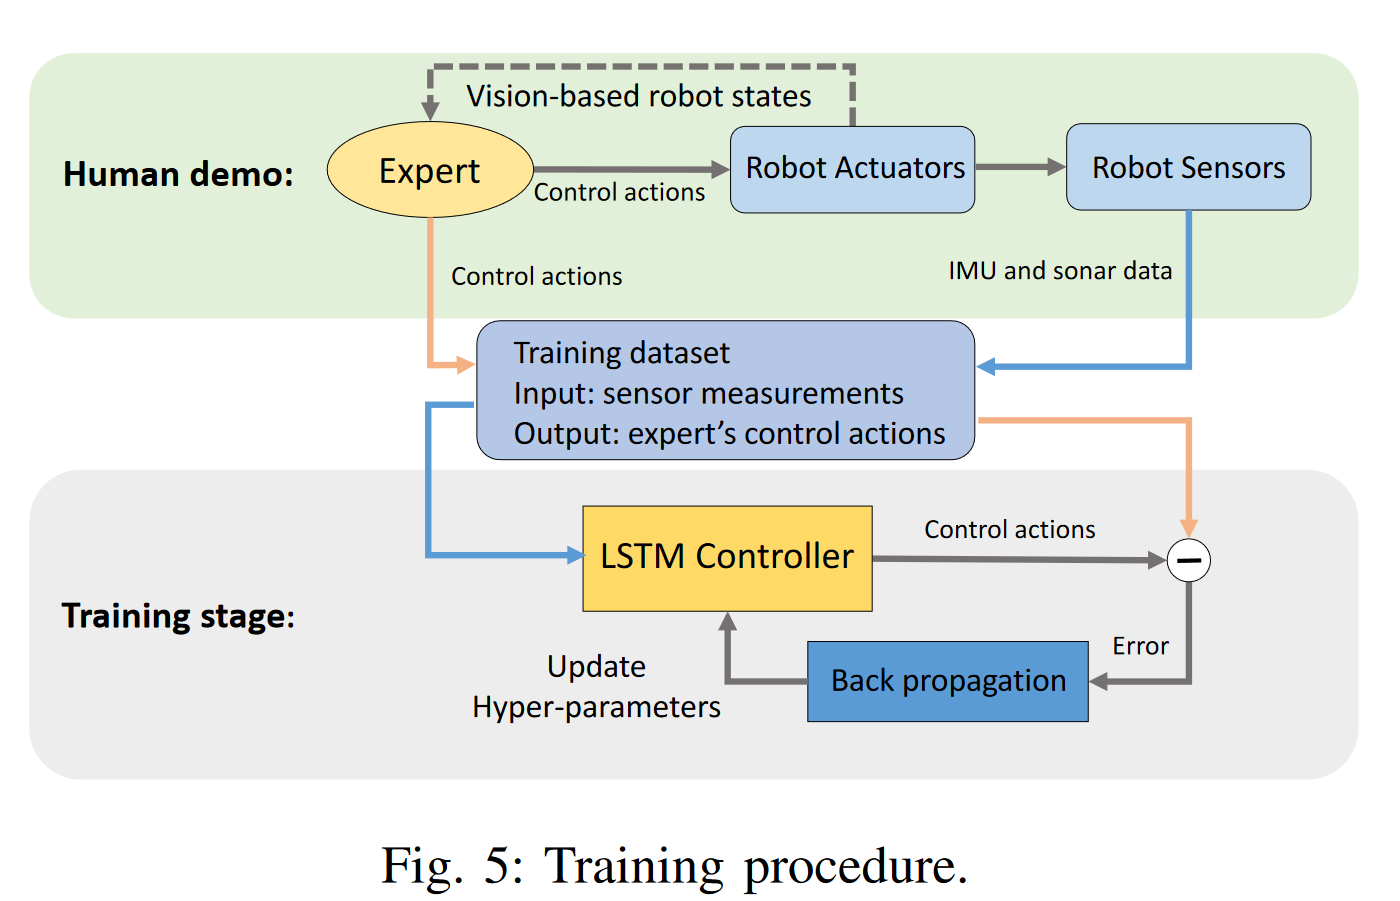 Vision-based robot states
Human demo:
Expert
Control actions
Robot Actuators
Robot Sensors
Control actions
IMU and sonar data
Training dataset
Input: sensor measurements
Output: expert’s control actions
Training stage:
LSTM Controller
Control actions
Error
Back propagation
Update
Hyper-parameters
Fig. 5: Training procedure.